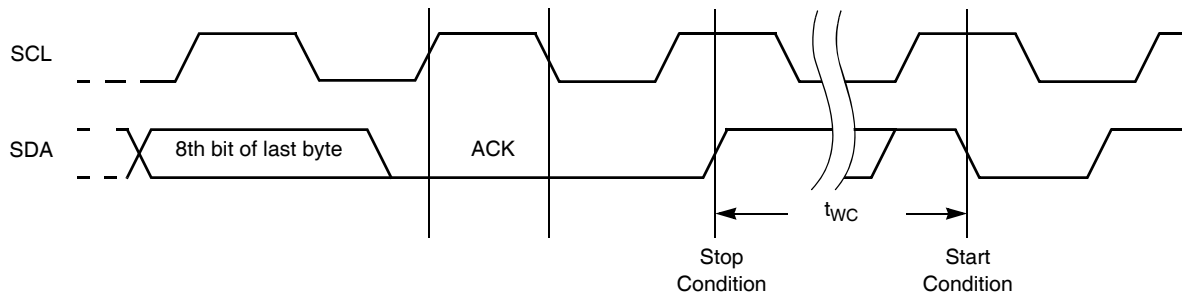 SCL
SDA
8th bit of last byte
ACK
tWC
Stop
Condition
Start
Condition